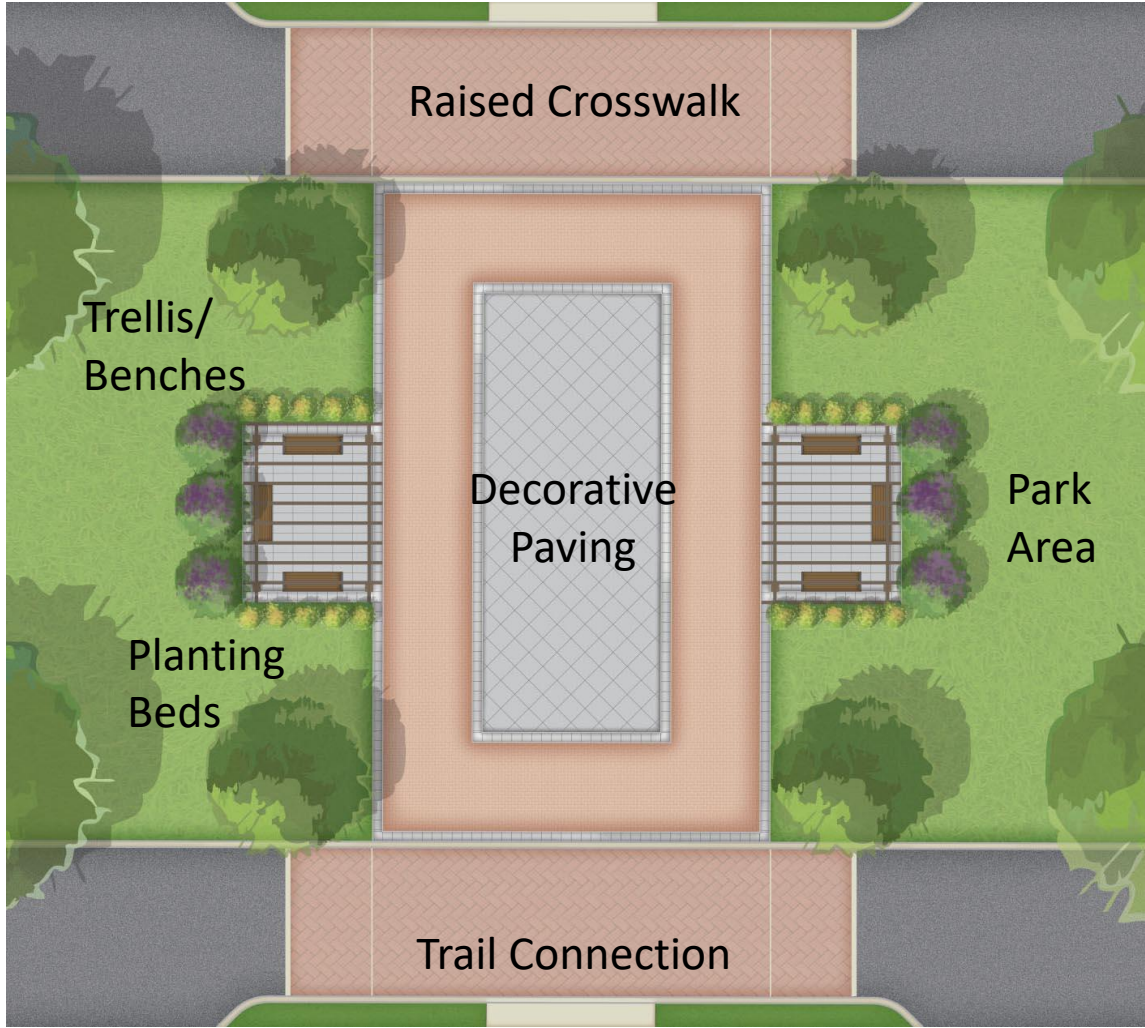 Raised Crosswalk
Trellis/
Benches
Decorative
Paving
Park
Area
Planting
Beds
Trail Connection